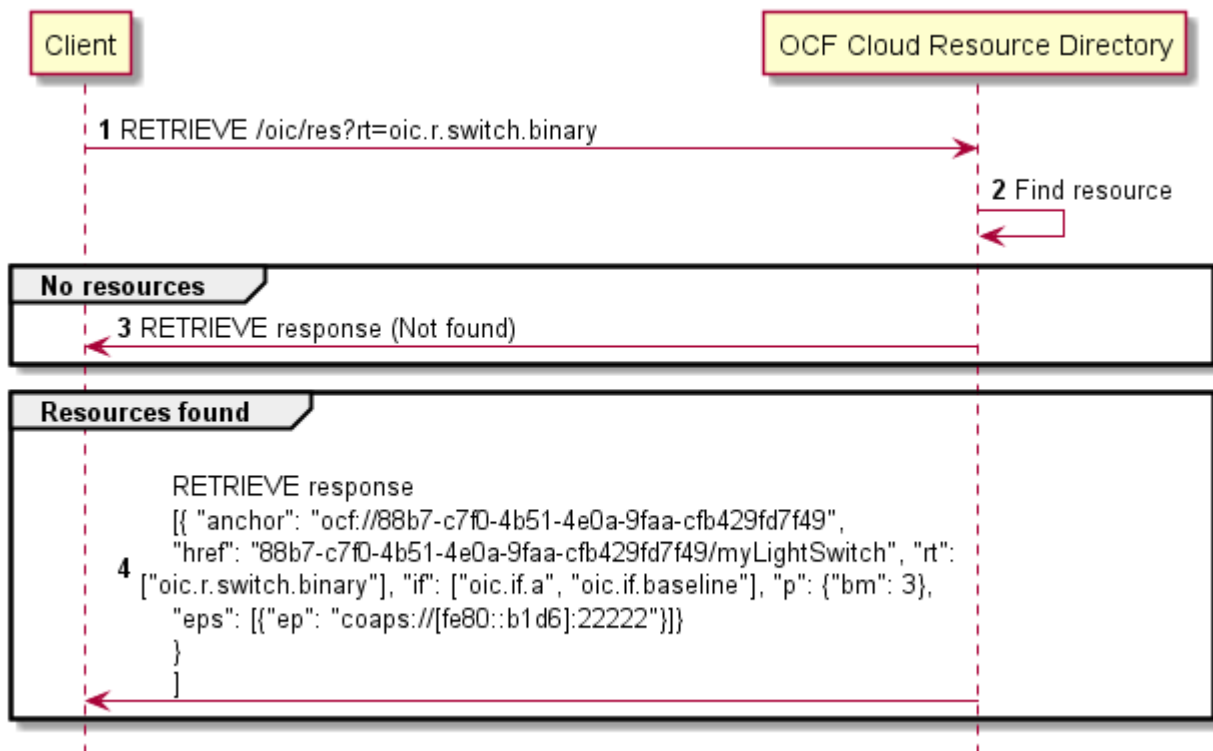 Client
OCF Cloud Resource Directory
1 RETRIEVE /oic/res?rt=oic.r.switch.binary
2 Find resource
No resources
3 RETRIEVE response (Not found)
Resources found
RETRIEVE response
[{ "anchor": "ocf://88b7-c7f0-4b51-4e0a-9faa-cfb429fd7f49",
"href": "88b7-c7f0-4b51-4e0a-9faa-cfb429fd7f49/myLightSwitch", "rt":
4 ["oic.r.switch.binary"], "if": ["oic.if.a", "oic.if.baseline"], "p": {"bm": 3},
"eps": [{"ep": "coaps://[fe80::b1d6]:22222"}]}
}
]